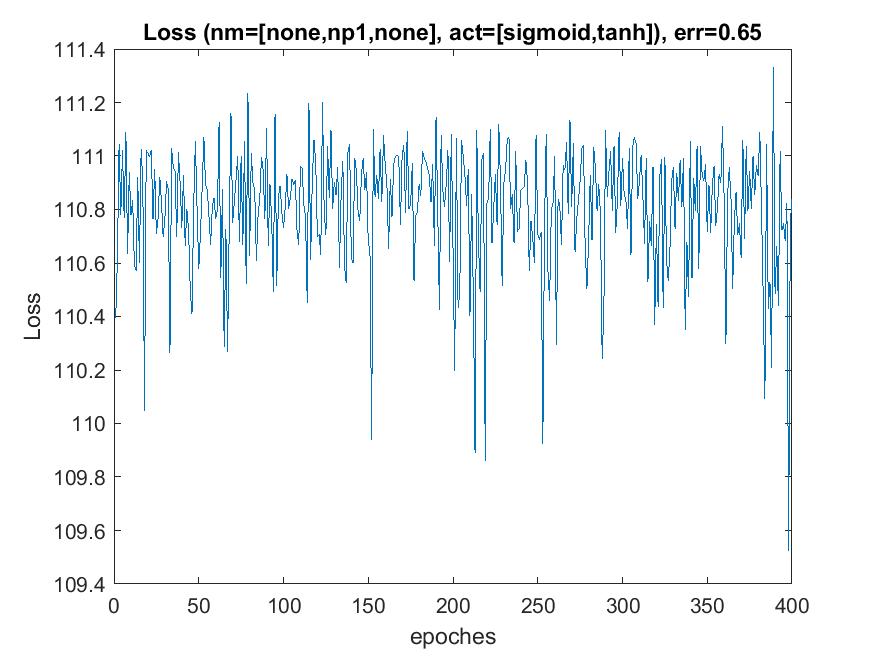 Loss (nm=[none,np1,none], act=[sigmoid,tanh]), err=0.65
111.4
111.2
111
110.8
110.6
110.4
110.2
110
109.8
109.6
109.4
Loss
0 50 100 150 200 250 300 350 400
epoches